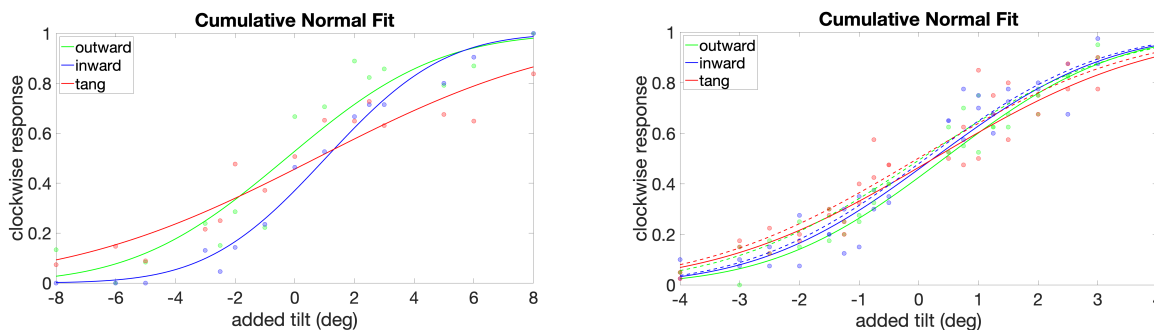 Cumulative Normal Fit
1
0.8
0.6
0.4
0.2
0
clockwise response
outward
inward
tang
-8 -6 -4 -2 0 2 4 6 8
added tilt (deg)
Cumulative Normal Fit
1
0.8
0.6
0.4
0.2
0
clockwise response
outward
inward
tang
-4 -3 -2 -1 0 1 2 3 4
added tilt (deg)